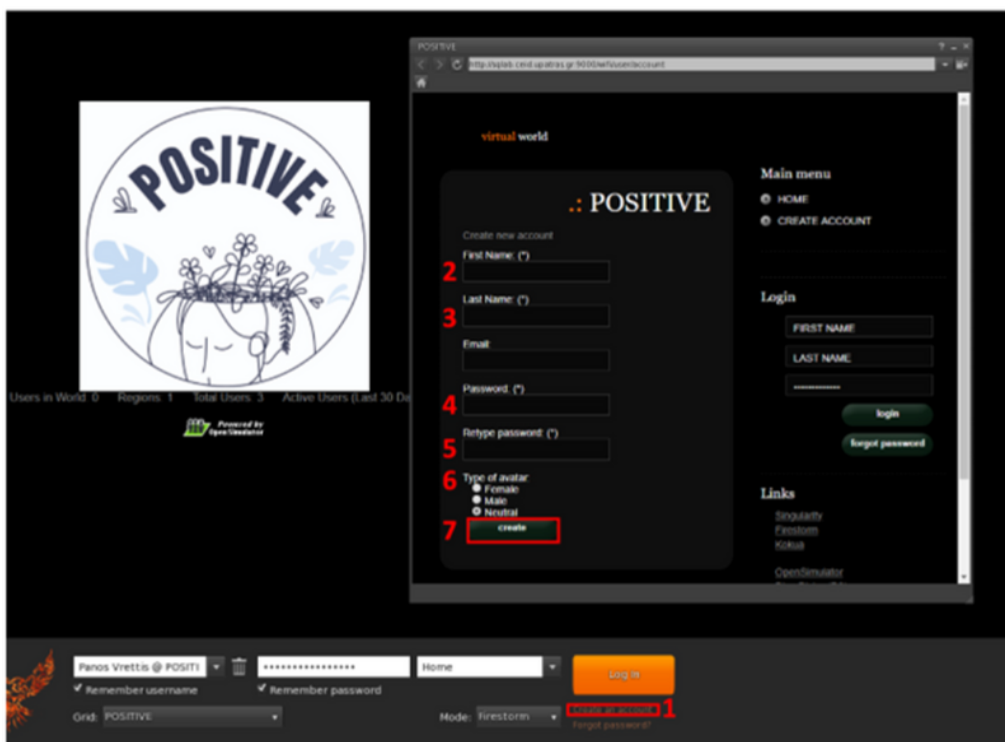 POSITIVE
Users in World: 0 Regions: 1 Total Users: 3 Active Users (Last 30 Da
Powered by
OpenSimulator
POSITIVE
? – ×
http://xplab.ceid.upatras.gr:9000/wifi/user/account
virtual world
.: POSITIVE
Create new account
2 First Name: (*)
3 Last Name: (*)
Email:
4 Password: (*)
5 Retype password: (*)
6 Type of avatar:
Female
Male
Neutral
7 create
Main menu
HOME
CREATE ACCOUNT
Login
FIRST NAME
LAST NAME
login
forgot password
Links
Singularity
Firestorm
Kokua
OpenSimulator
Panos Vrettis @ POSITI
Home
Log In
Remember username
Remember password
Create an account 1
Grid: POSITIVE
Mode: Firestorm
Forgot password?